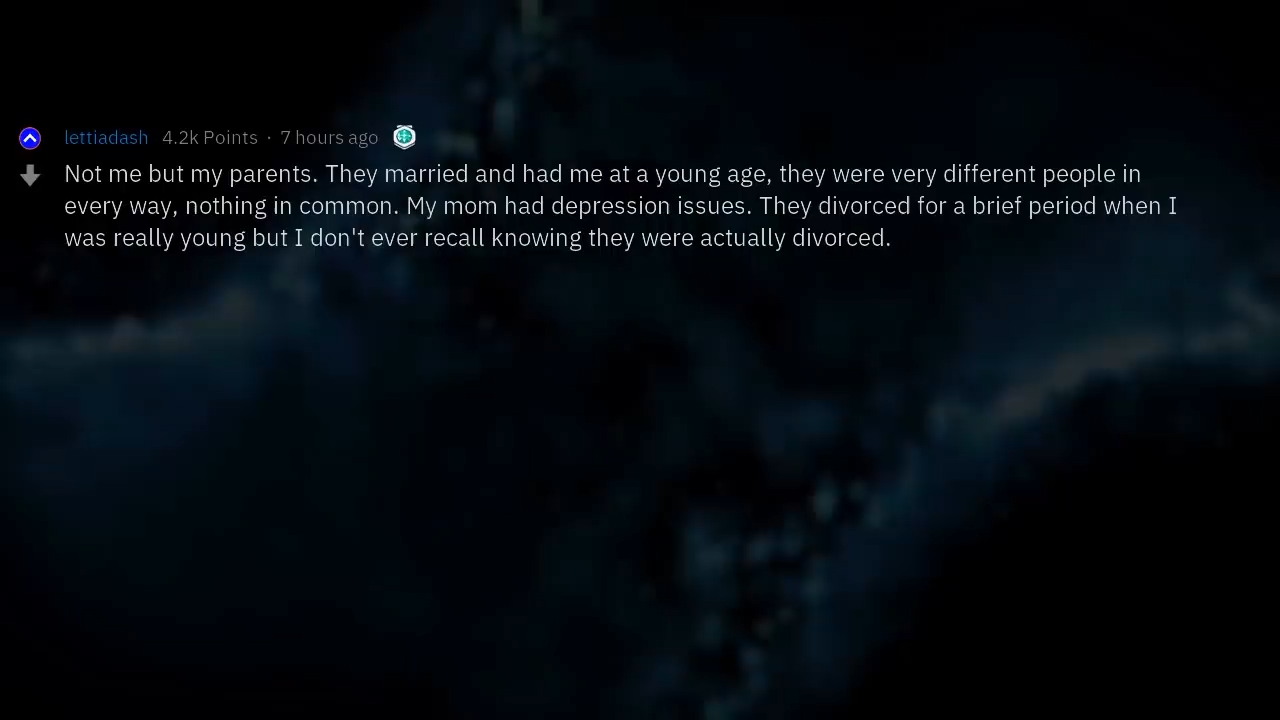 lettiadash 4.2k Points · 7 hours ago
Not me but my parents. They married and had me at a young age, they were very different people in
every way, nothing in common. My mom had depression issues. They divorced for a brief period when I
was really young but I don't ever recall knowing they were actually divorced.